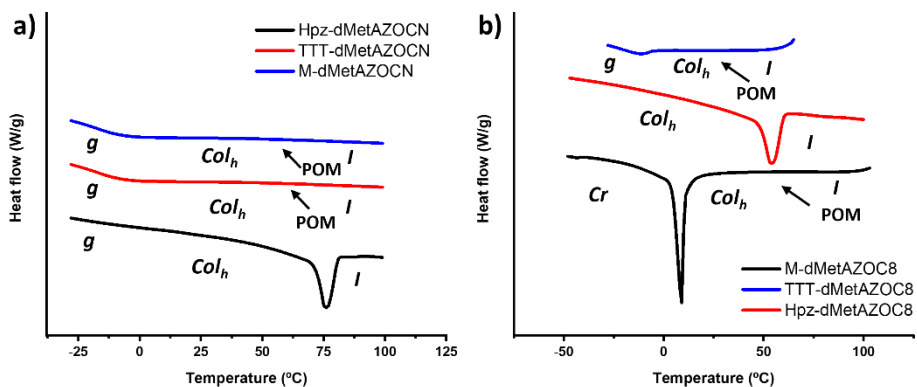 a)
Hpz-dMetAZOCN
TTT-dMetAZOCN
M-dMetAZOCN
g
Colh
POM
I
g
Colh
POM
I
g
Colh
I
Heat flow (W/g)
-25 0 25 50 75 100 125
Temperature (ºC)
b)
g
Colh
POM
I
Colh
I
Cr
Colh
POM
I
M-dMetAZOC8
TTT-dMetAZOC8
Hpz-dMetAZOC8
Heat flow (W/g)
-50 0 50 100
Temperature (ºC)